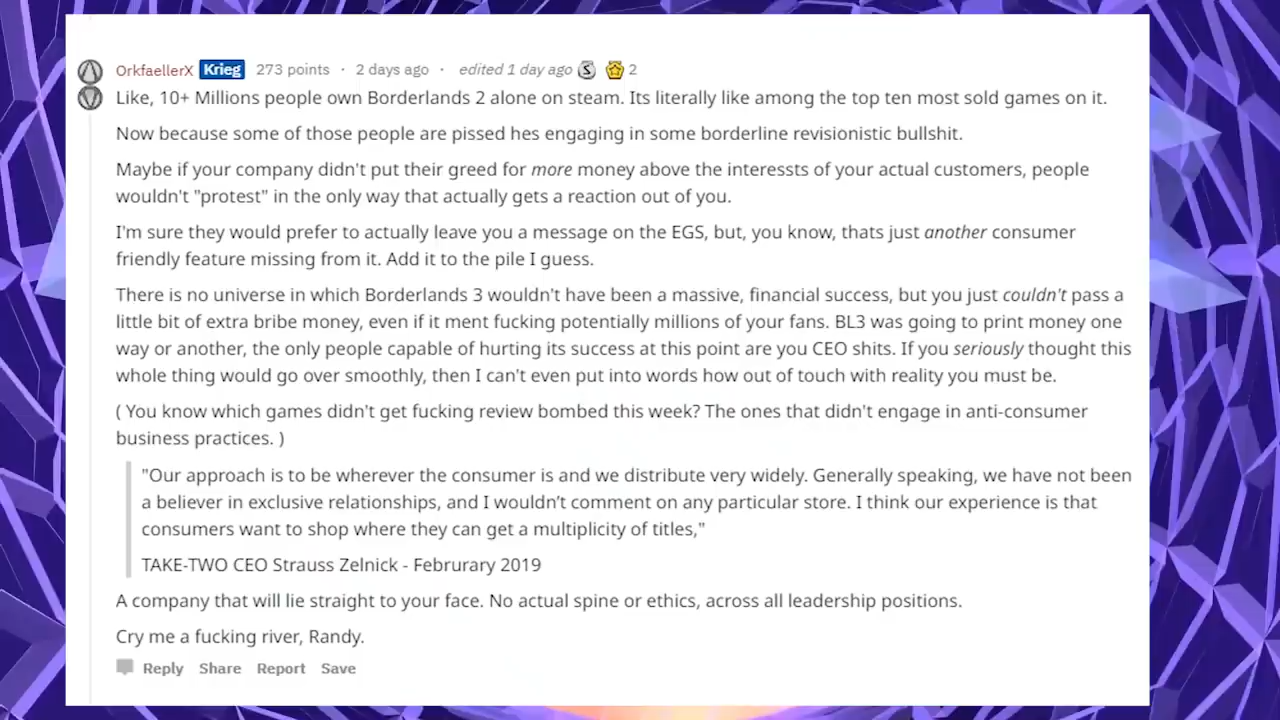 OrkfaellerX Krieg 273 points · 2 days ago · edited 1 day ago S 2
Like, 10+ Millions people own Borderlands 2 alone on steam. Its literally like among the top ten most sold games on it.
Now because some of those people are pissed hes engaging in some borderline revisionistic bullshit.
Maybe if your company didn't put their greed for more money above the interessts of your actual customers, people
wouldn't "protest" in the only way that actually gets a reaction out of you.
I'm sure they would prefer to actually leave you a message on the EGS, but, you know, thats just another consumer
friendly feature missing from it. Add it to the pile I guess.
There is no universe in which Borderlands 3 wouldn't have been a massive, financial success, but you just couldn't pass a
little bit of extra bribe money, even if it ment fucking potentially millions of your fans. BL3 was going to print money one
way or another, the only people capable of hurting its success at this point are you CEO shits. If you seriously thought this
whole thing would go over smoothly, then I can't even put into words how out of touch with reality you must be.
( You know which games didn't get fucking review bombed this week? The ones that didn't engage in anti-consumer
business practices. )
"Our approach is to be wherever the consumer is and we distribute very widely. Generally speaking, we have not been
a believer in exclusive relationships, and I wouldn't comment on any particular store. I think our experience is that
consumers want to shop where they can get a multiplicity of titles,"
TAKE-TWO CEO Strauss Zelnick - Februrary 2019
A company that will lie straight to your face. No actual spine or ethics, across all leadership positions.
Cry me a fucking river, Randy.
Reply Share Report Save